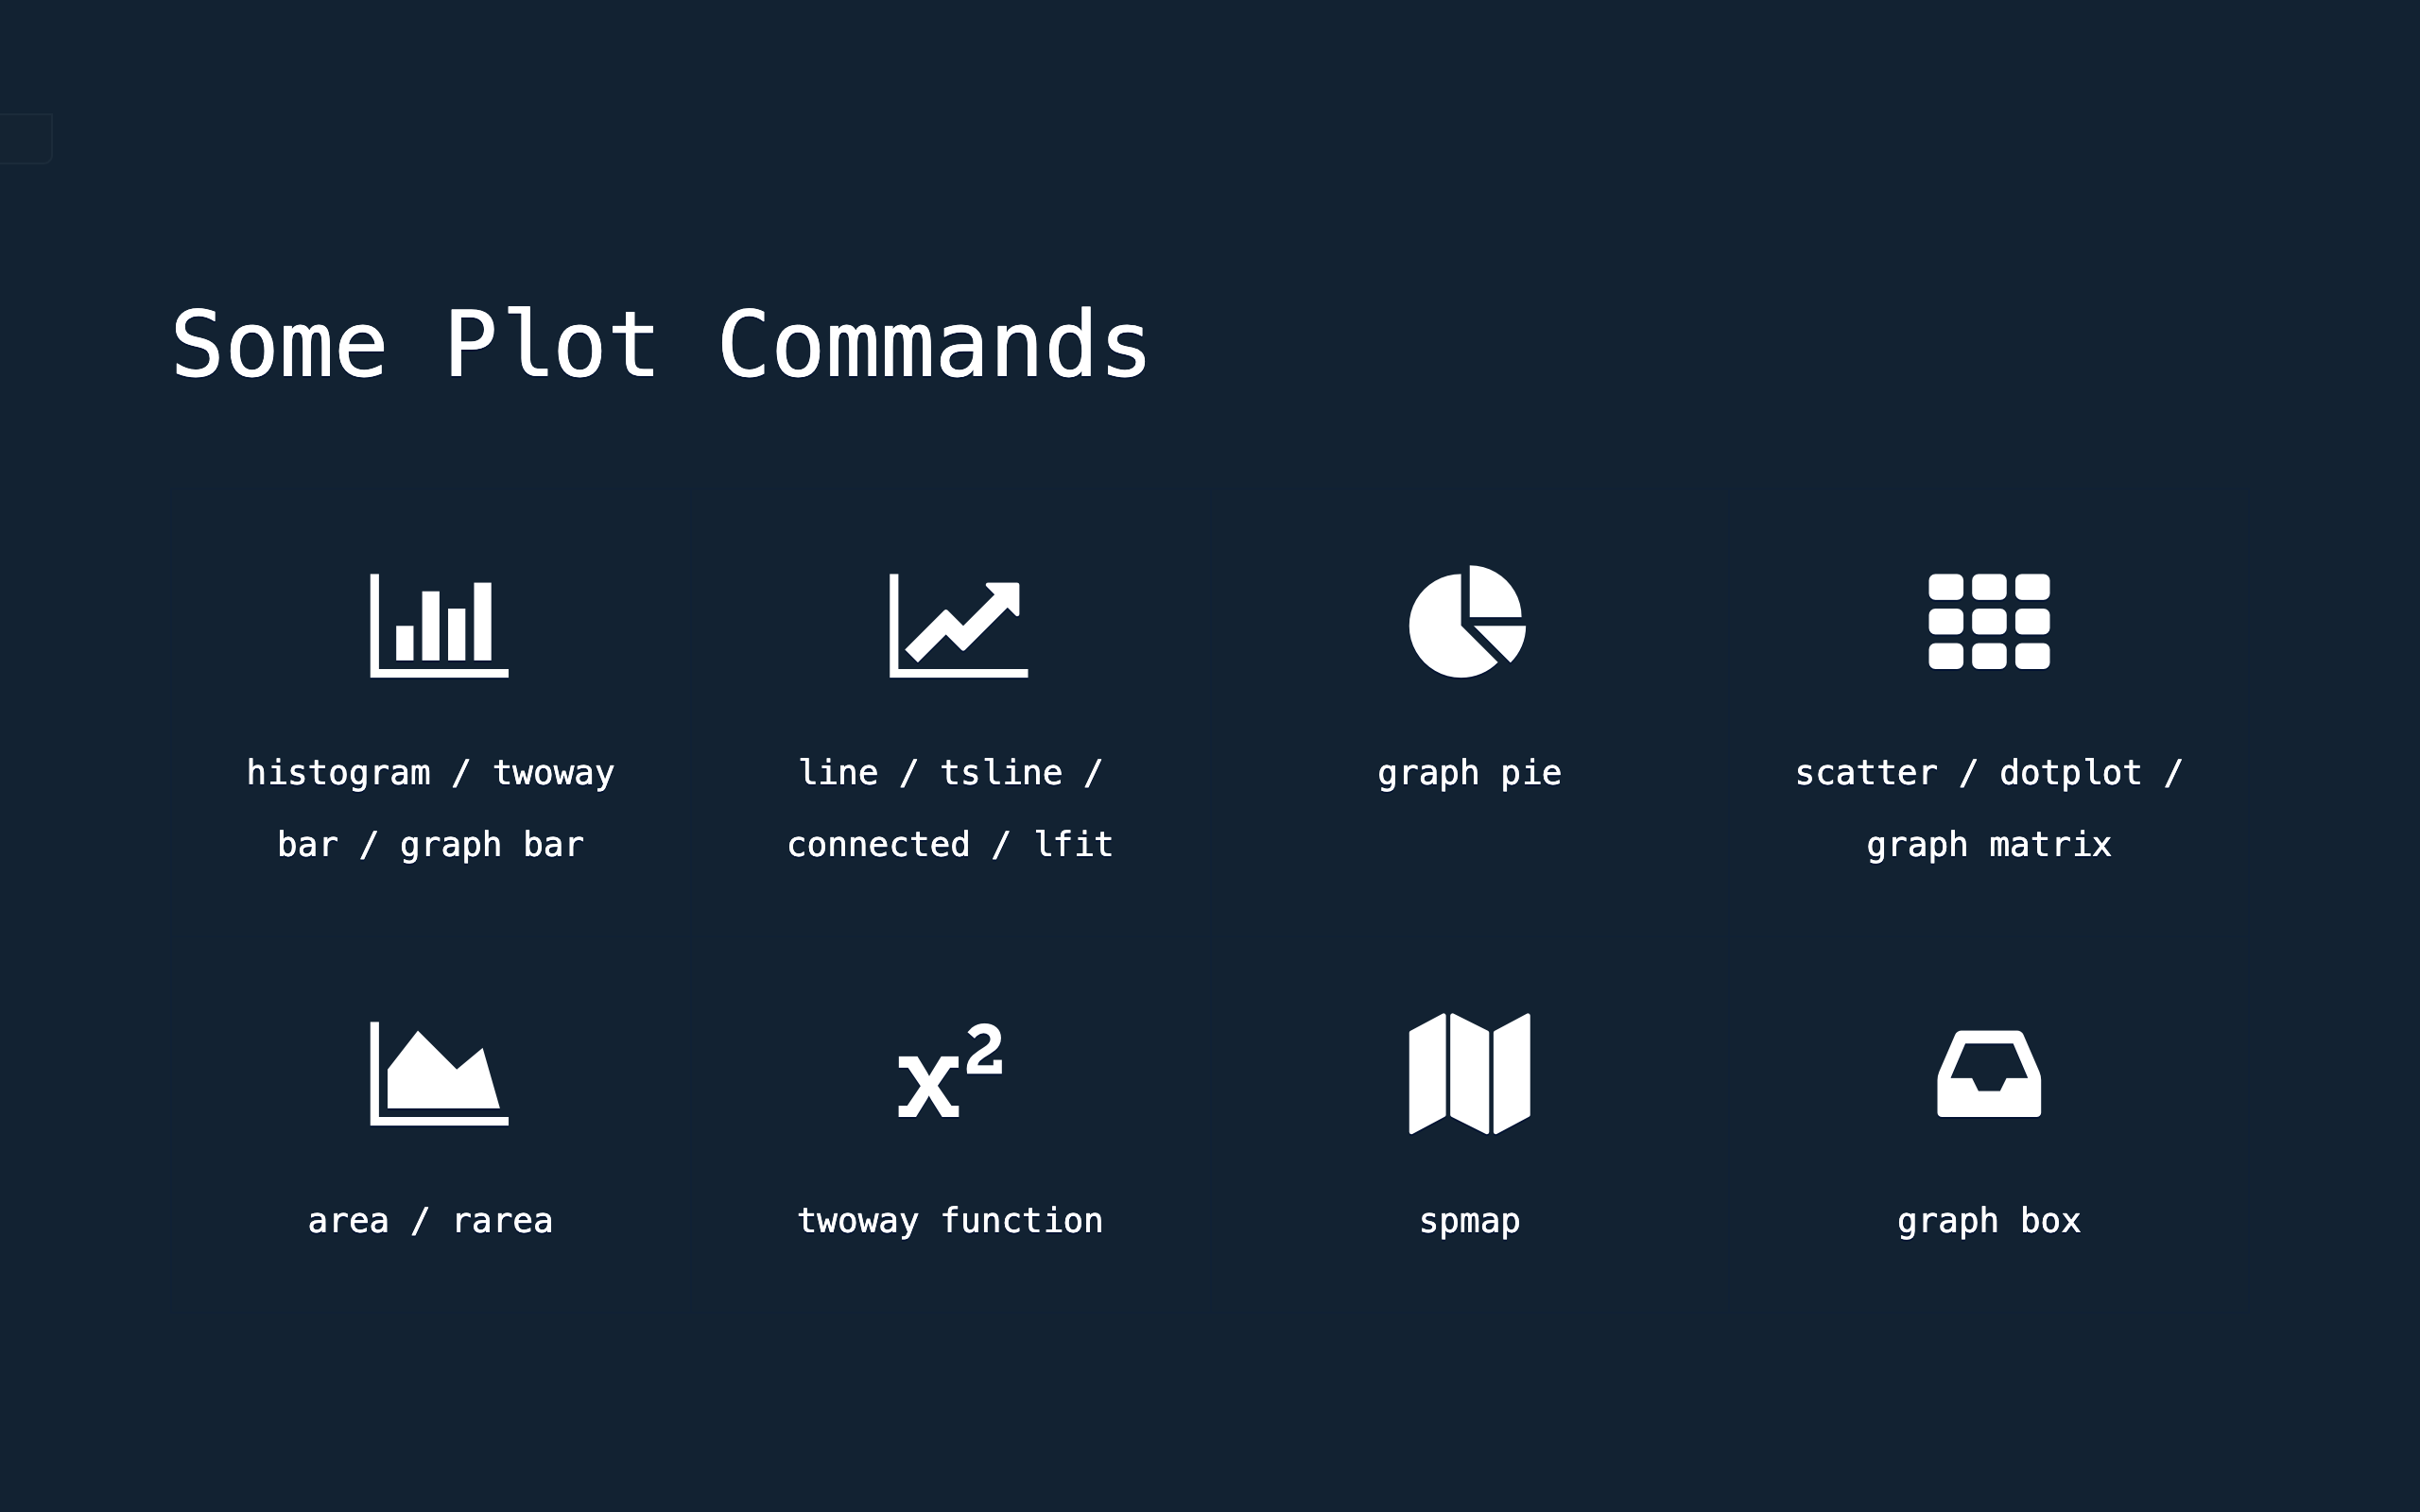 Some Plot Commands
histogram / twoway
bar / graph bar
line / tsline /
connected / lfit
graph pie
scatter / dotplot /
graph matrix
area / rarea
x²
twoway function
spmap
graph box